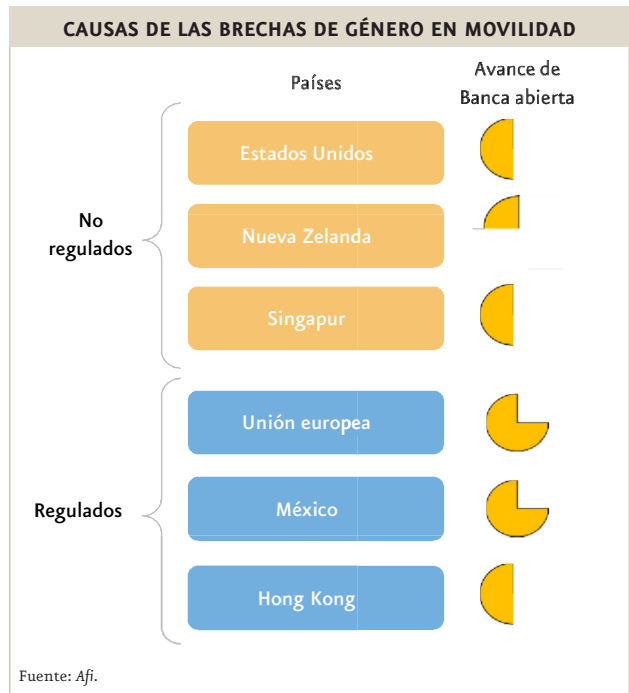 CAUSAS DE LAS BRECHAS DE GÉNERO EN MOVILIDAD
Países
Avance de
Banca abierta
No
regulados
Estados Unidos
Nueva Zelanda
Singapur
Regulados
Unión europea
México
Hong Kong
Fuente: Afi.